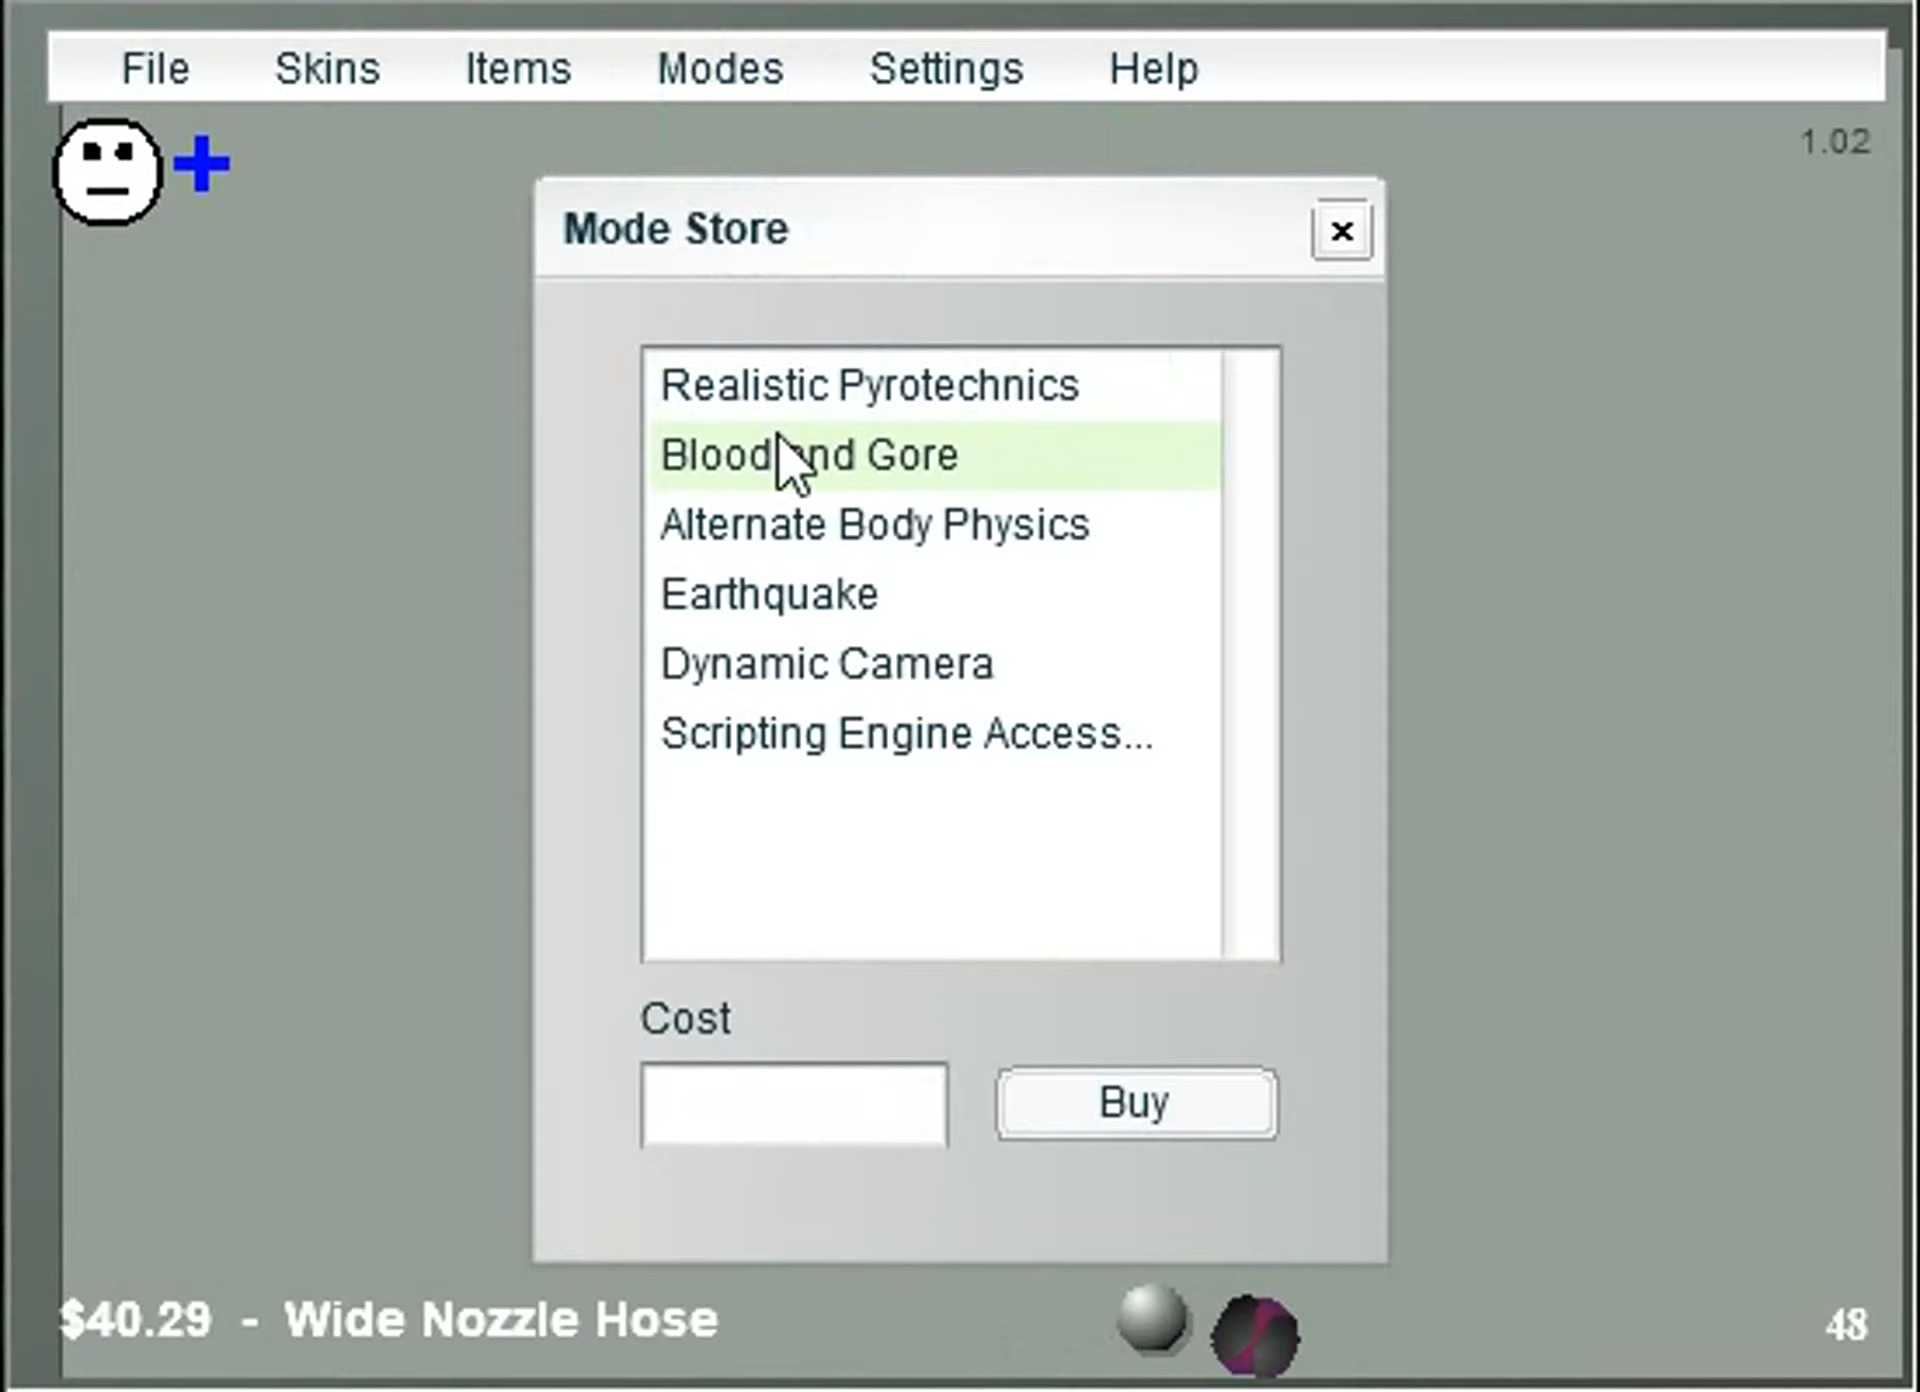 File Skins Items Modes Settings Help
1.02
Mode Store
Realistic Pyrotechnics
Blood and Gore
Alternate Body Physics
Earthquake
Dynamic Camera
Scripting Engine Access...
Cost
Buy
$40.29 - Wide Nozzle Hose
48